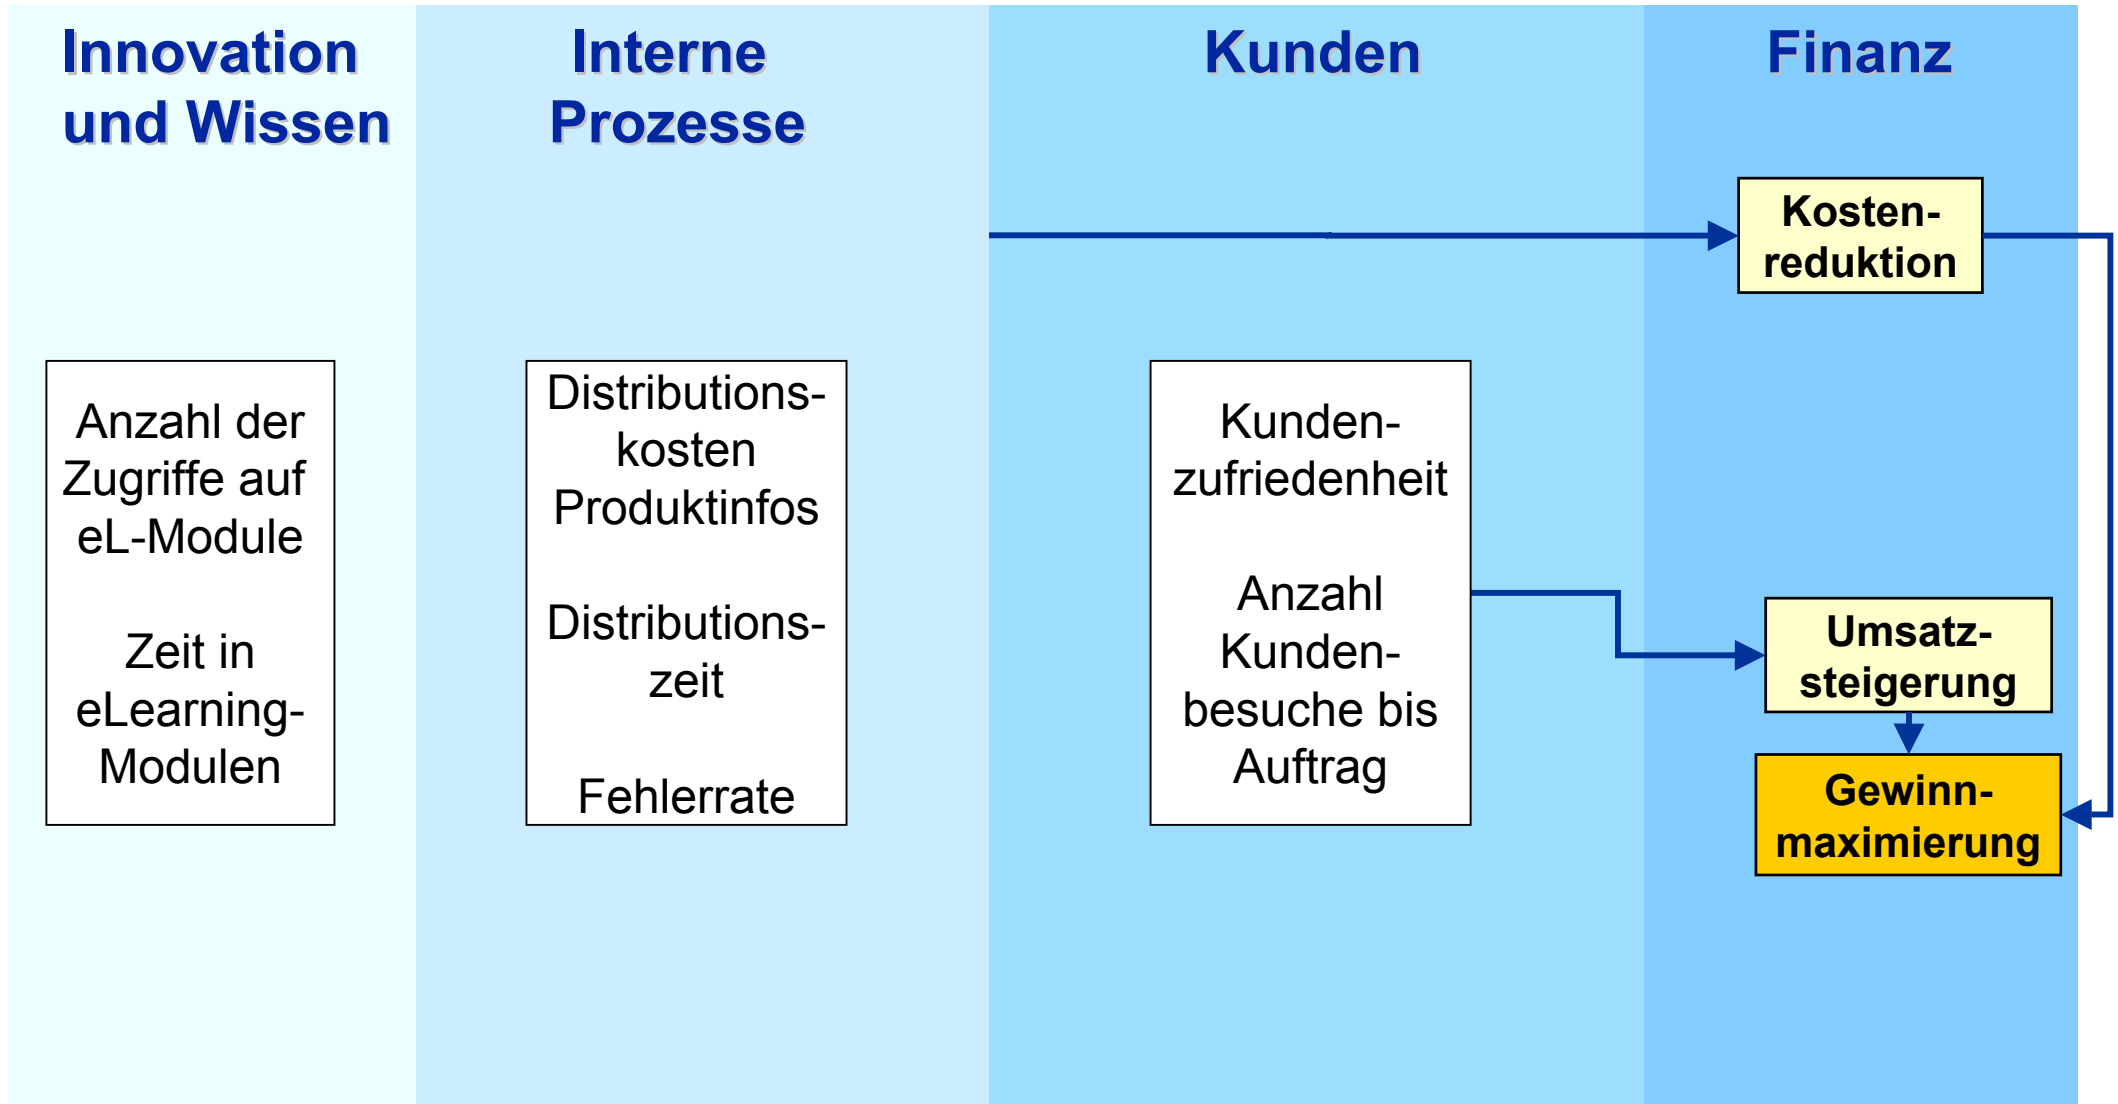 Innovation
und Wissen
Interne
Prozesse
Kunden
Finanz
Kosten-
reduktion
Anzahl der
Zugriffe auf
eL-Module
Zeit in
eLearning-
Modulen
Distributions-
kosten
Produktinfos
Distributions-
zeit
Fehlerrate
Kunden-
zufriedenheit
Anzahl
Kunden-
besuche bis
Auftrag
Umsatz-
steigerung
Gewinn-
maximierung